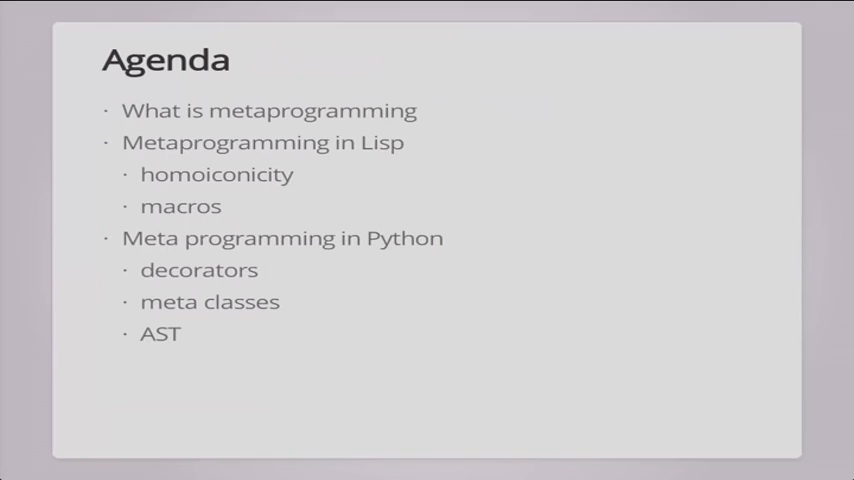 Agenda
· What is metaprogramming
· Metaprogramming in Lisp
· homoiconicity
· macros
· Meta programming in Python
· decorators
· meta classes
· AST